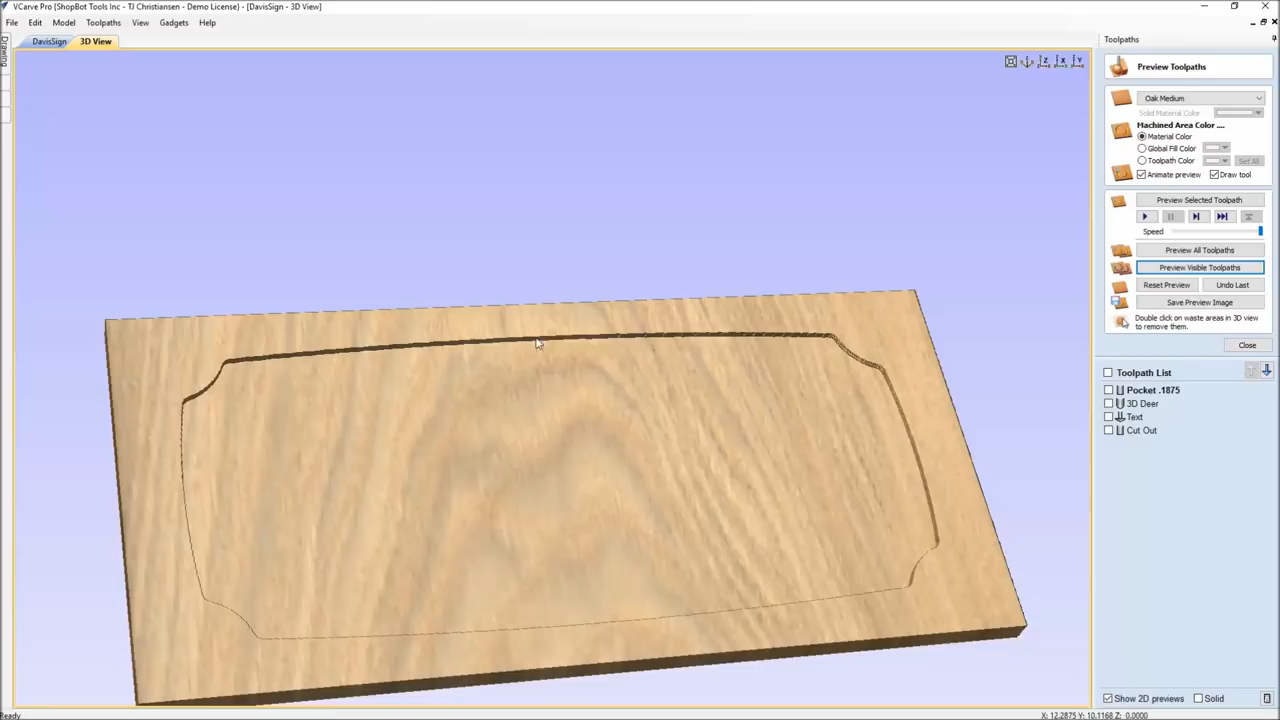 VCarve Pro (ShopBot Tools Inc - TJ Christiansen - Demo License) - [DavisSign - 3D View]
File Edit Model Toolpaths View Gadgets Help
DavisSign 3D View
Drawing
Z X Y
Toolpaths
Preview Toolpaths
Oak Medium
Solid Material Color
Machined Area Color ....
Material Color
Global Fill Color
Toolpath Color Set All
Animate preview Draw tool
Preview Selected Toolpath
Speed
Preview All Toolpaths
Preview Visible Toolpaths
Reset Preview Undo Last
Save Preview Image
Double click on waste areas in 3D view
to remove them.
Close
Toolpath List
Pocket .1875
3D Deer
Text
Cut Out
Show 2D previews Solid
Ready X: 12.2875 Y: 10.1168 Z: 0.0000